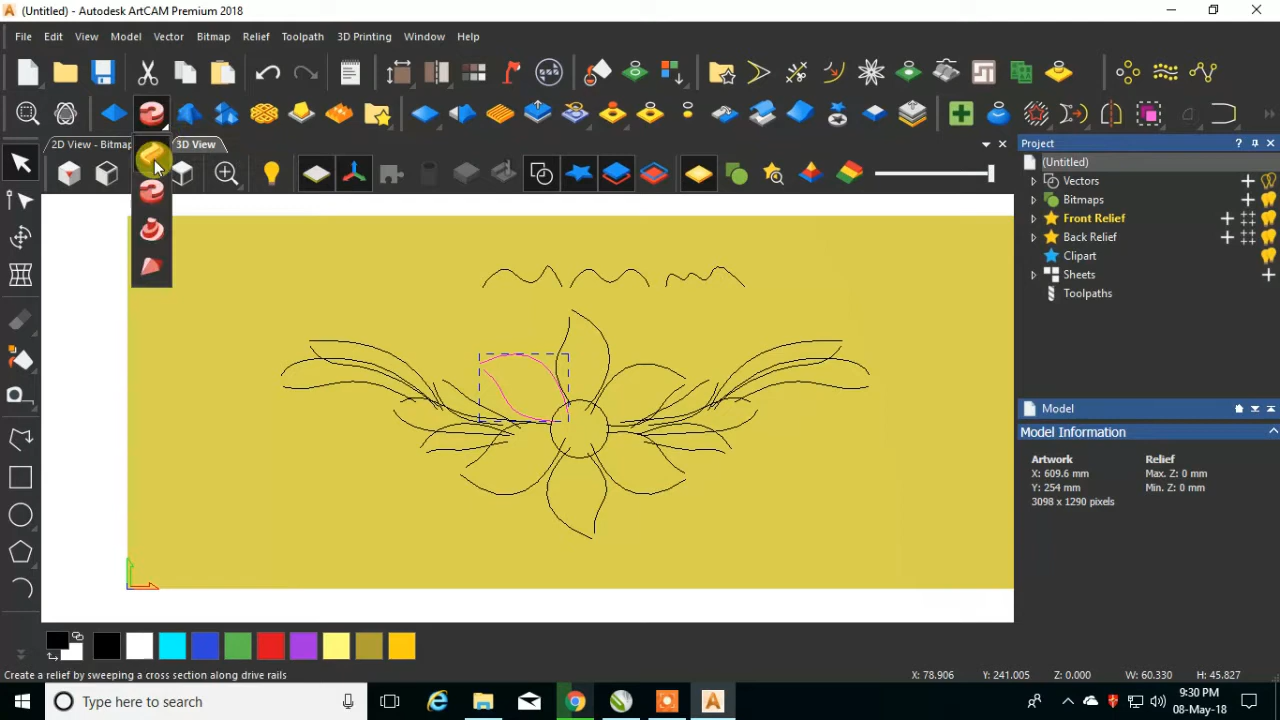 (Untitled) - Autodesk ArtCAM Premium 2018
File Edit View Model Vector Bitmap Relief Toolpath 3D Printing Window Help
2D View - Bitmap
3D View
Project
(Untitled)
Vectors
Bitmaps
Front Relief
Back Relief
Clipart
Sheets
Toolpaths
Model
Model Information
Artwork Relief
X: 609.6 mm Max. Z: 0 mm
Y: 254 mm Min. Z: 0 mm
3098 x 1290 pixels
Create a relief by sweeping a cross section along drive rails
X: 78.906 Y: 241.005 Z: 0.000 W: 60.330 H: 45.827
Type here to search
9:30 PM
08-May-18